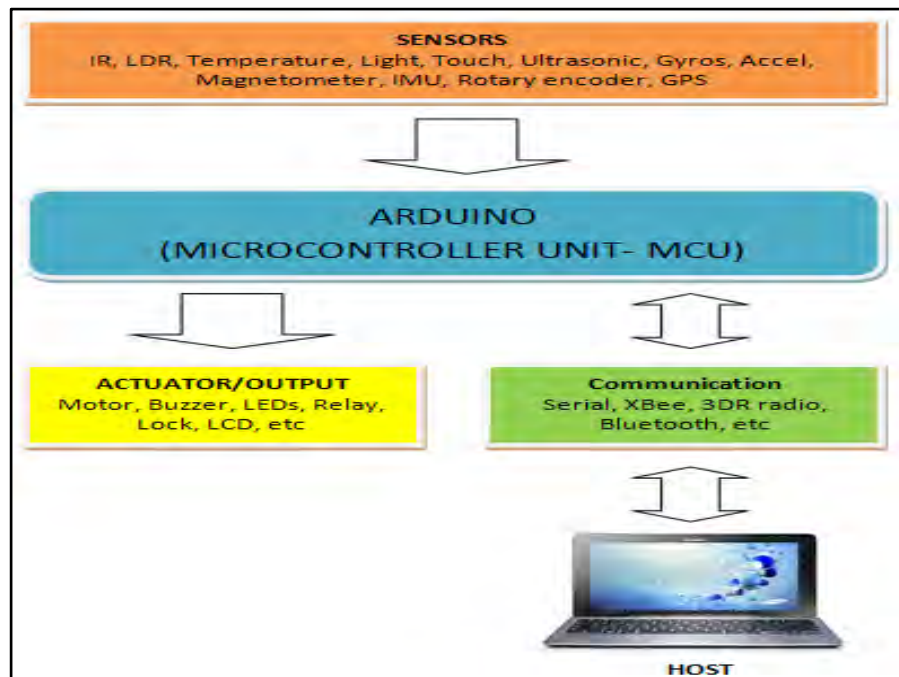 SENSORS
IR, LDR, Temperature, Light, Touch, Ultrasonic, Gyros, Accel,
Magnetometer, IMU, Rotary encoder, GPS
ARDUINO
(MICROCONTROLLER UNIT- MCU)
ACTUATOR/OUTPUT
Motor, Buzzer, LEDs, Relay,
Lock, LCD, etc
Communication
Serial, XBee, 3DR radio,
Bluetooth, etc
HOST